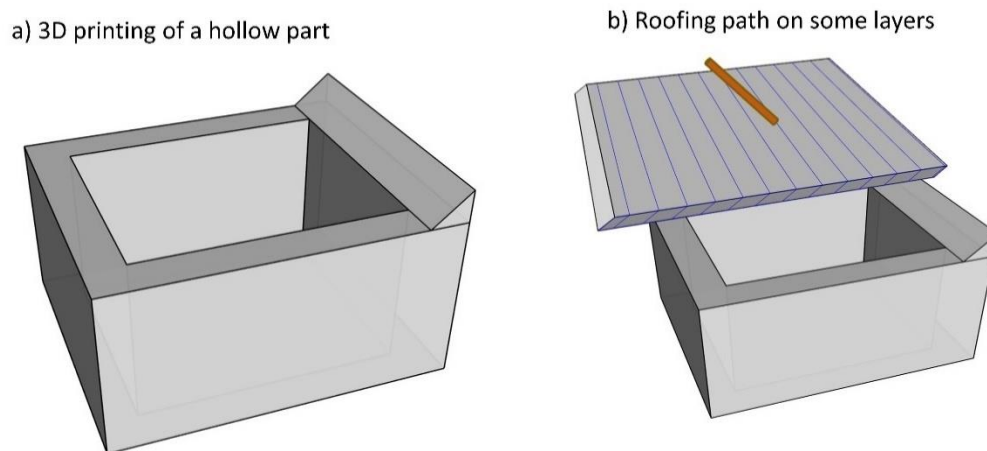 a) 3D printing of a hollow part
b) Roofing path on some layers